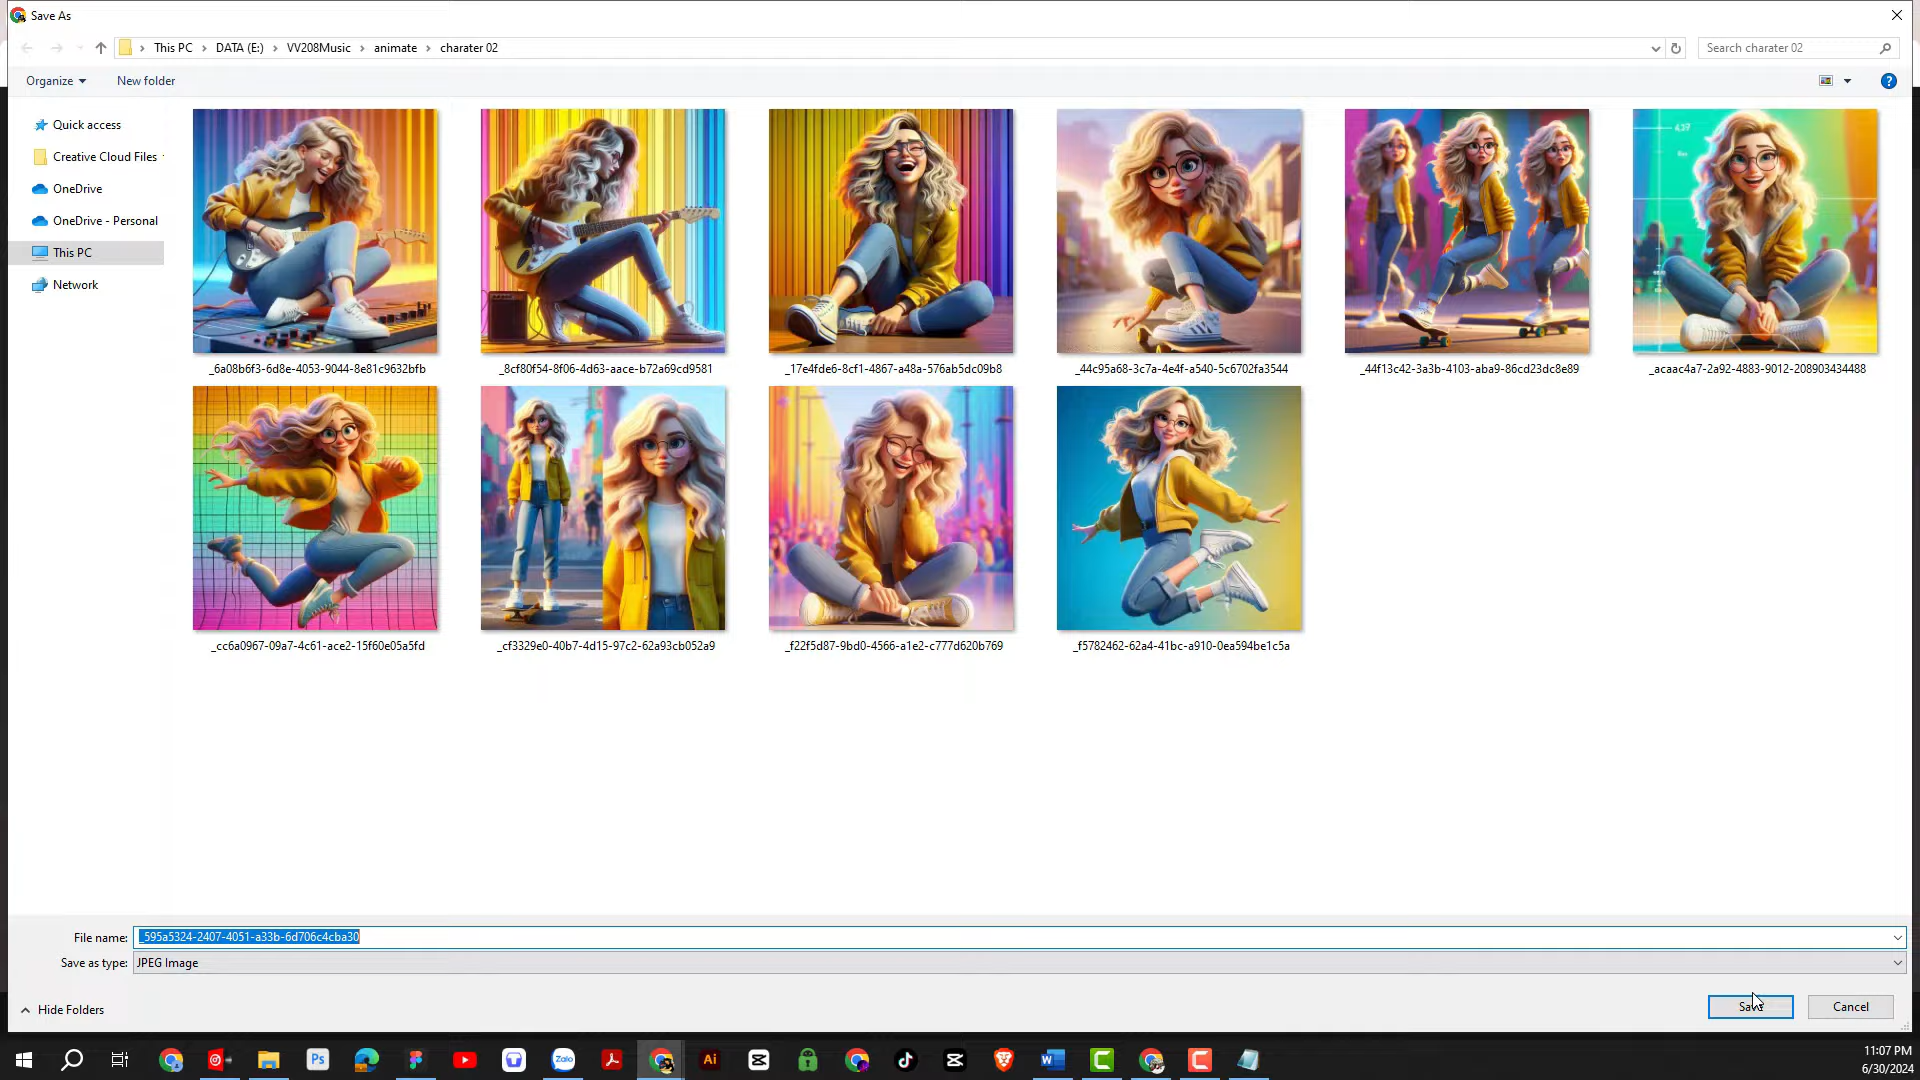 Save As
This PC > DATA (E:) > VV208Music > animate > charater 02
Search charater 02
Organize
New folder
Quick access
Creative Cloud Files
OneDrive
OneDrive - Personal
This PC
Network
_6a08b6f3-6d8e-4053-9044-8e81c9632bfb
_8cf80f54-8f06-4d63-aace-b72a69cd9581
_17e4fde6-8cf1-4867-a48a-576ab5dc09b8
_44c95a68-3c7a-4e4f-a540-5c6702fa3544
_44f13c42-3a3b-4103-aba9-86cd23dc8e89
_acaac4a7-2a92-4883-9012-208903434488
_cc6a0967-09a7-4c61-ace2-15f60e05a5fd
_cf3329e0-40b7-4d15-97c2-62a93cb052a9
_f22f5d87-9bd0-4566-a1e2-c777d620b769
_f5782462-62a4-41bc-a910-0ea594be1c5a
File name: _595a5324-2407-4051-a33b-6d706c4cba30
Save as type: JPEG Image
Hide Folders
Save
Cancel
Ps
Zalo
Ai
W
11:07 PM
6/30/2024